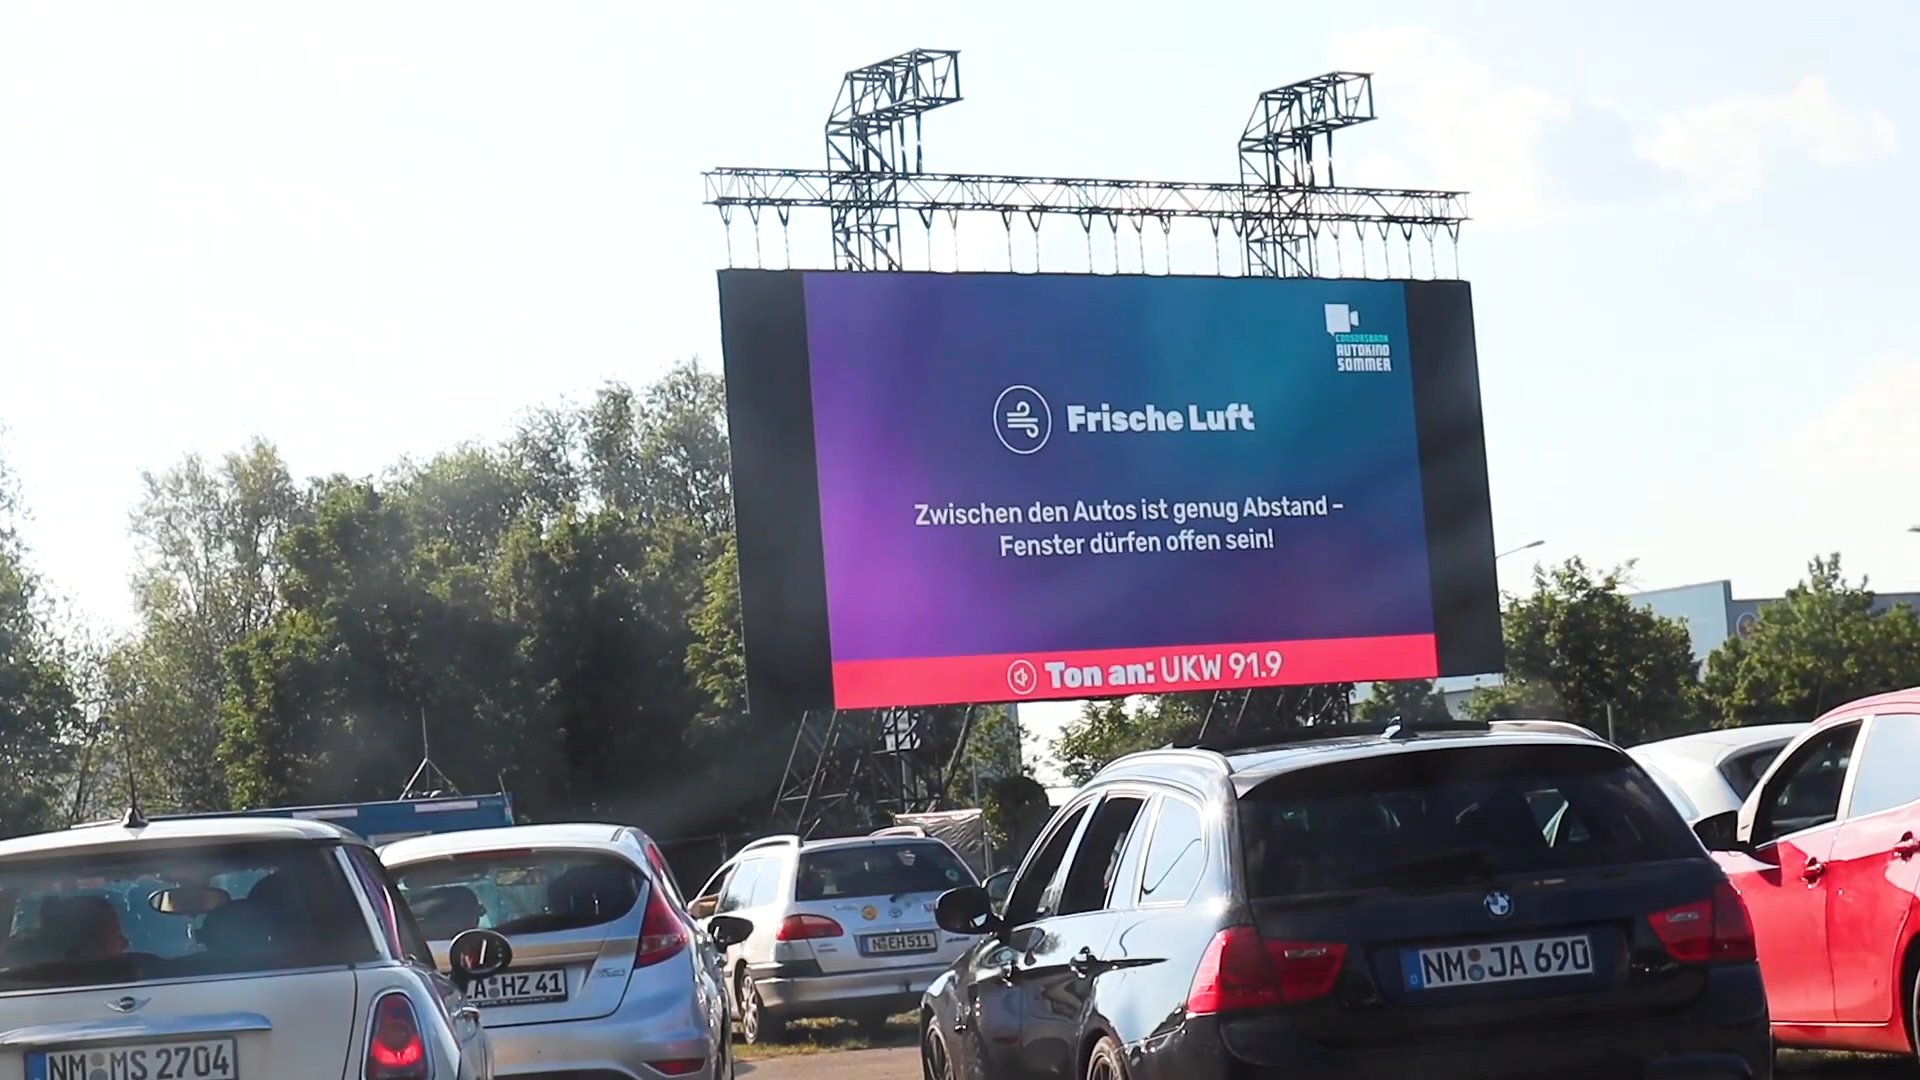 CONSORSBANK
AUTOKINO
SOMMER
Frische Luft
Zwischen den Autos ist genug Abstand –
Fenster dürfen offen sein!
Ton an: UKW 91.9
N EH 511
NM JA 690
HZ 41
NM MS 2704